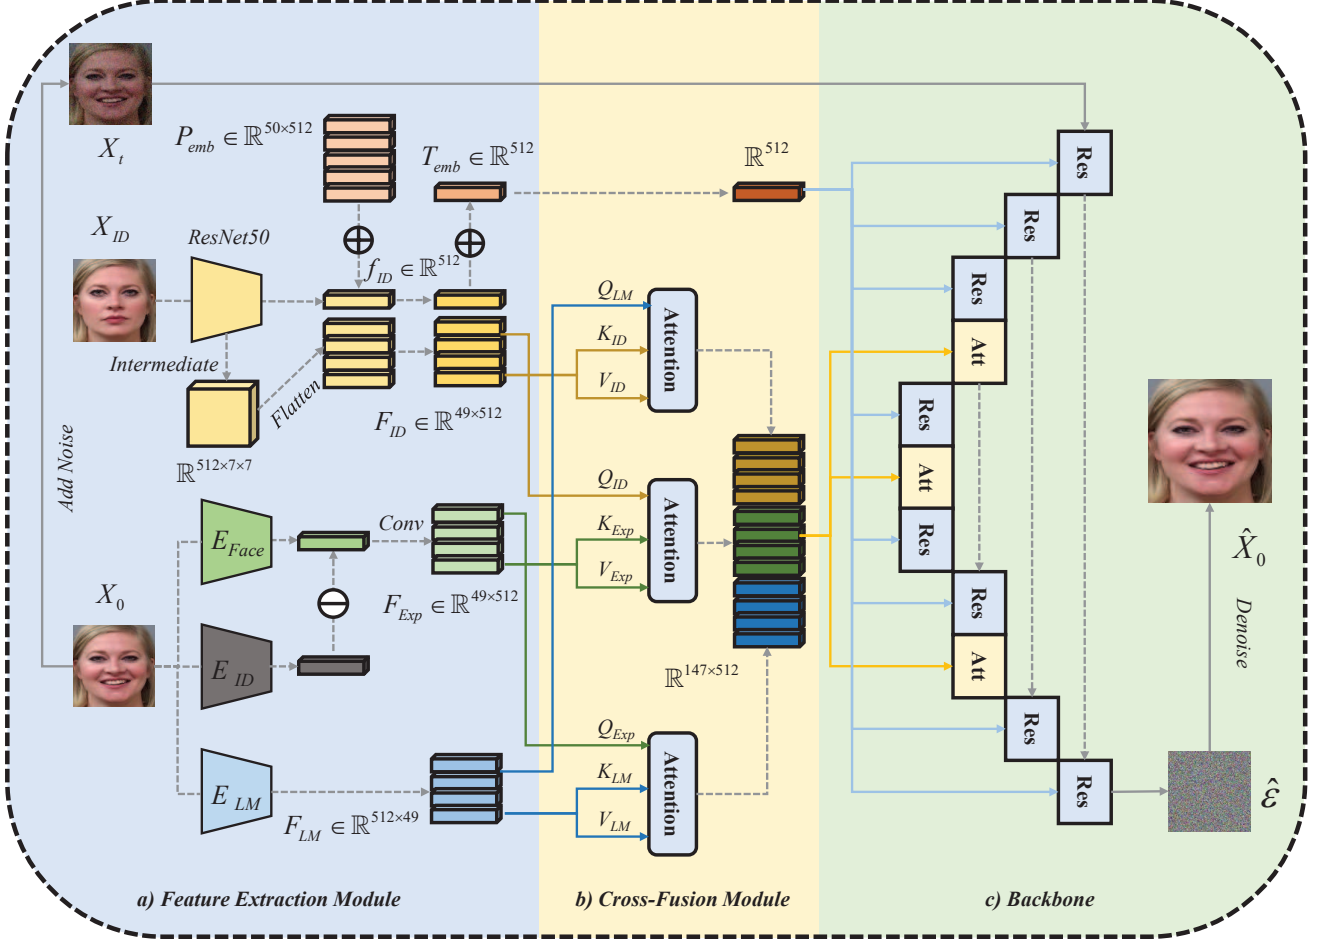 X_t
P_emb ∈ ℝ^{50×512}
T_emb ∈ ℝ^{512}
ℝ^{512}
X_ID
ResNet50
f_ID ∈ ℝ^{512}
Intermediate
Flatten
F_ID ∈ ℝ^{49×512}
ℝ^{512×7×7}
Add Noise
E_Face
Conv
X_0
F_Exp ∈ ℝ^{49×512}
E_ID
E_LM
F_LM ∈ ℝ^{512×49}
Q_LM
K_ID
V_ID
Attention
Q_ID
K_Exp
V_Exp
Attention
ℝ^{147×512}
Q_Exp
K_LM
V_LM
Attention
Res
Res
Res
Att
Res
Att
Res
Res
Att
Res
Res
X̂_0
Denoise
ε̂
a) Feature Extraction Module
b) Cross-Fusion Module
c) Backbone